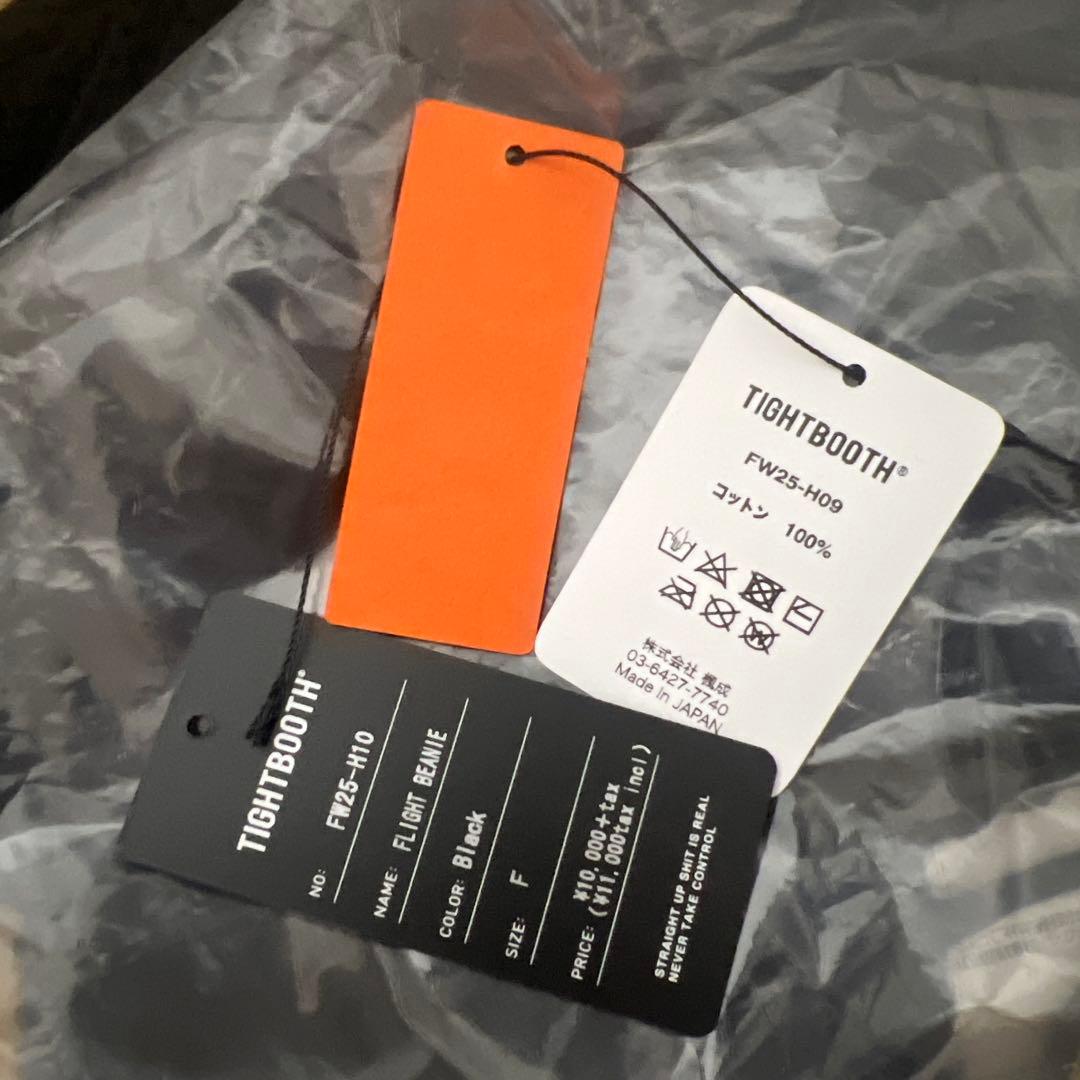 TIGHTBOOTH®
FW25-H09
コットン 100%
株式会社 楓成
03-6427-7740
Made in JAPAN
TIGHTBOOTH®
NO: FW25-H10
NAME: FLIGHT BEANIE
COLOR: Black
SIZE: F
PRICE: ¥10,000+tax
(¥11,000tax incl)
STRAIGHT UP SHIT IS REAL
NEVER TAKE CONTROL